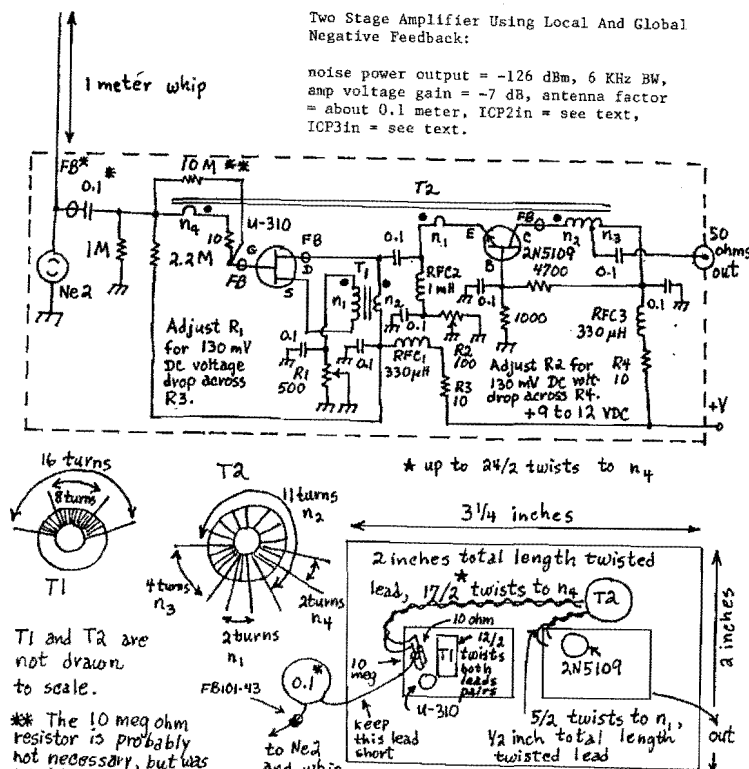 Two Stage Amplifier Using Local And Global
Negative Feedback:
noise power output = -126 dBm, 6 KHz BW,
amp voltage gain = -7 dB, antenna factor
= about 0.1 meter, ICP2in = see text,
ICP3in = see text.
1 meter whip
FB*
0.1 *
10 M **
T2
n4
U-310
10
1M
2.2M
G
FB
D
S
FB
T1
n1
n2
Ne2
0.1
0.1
0.1
n1
E
C
B
FB
2N5109
n2
n3
4700
0.1
50
ohms
out
RFC2
1 mH
0.1
0.1
1000
0.1
RFC3
330 μH
Adjust R1
for 130 mV
DC voltage
drop across
R3.
R1
500
RFC1
330μH
R2
100
R3
10
Adjust R2 for
130 mV DC volt.
drop across R4.
R4
10
+9 to 12 VDC
+V
* up to 24/2 twists to n4
16 turns
8 turns
T1
T2
11 turns
n2
4 turns
n3
2 turns
n4
2 turns
n1
T1 and T2 are
not drawn
to scale.
** The 10 meg ohm
resistor is probably
not necessary, but was
3 1/4 inches
2 inches
2 inches total length twisted
lead, 17/2* twists to n4
T2
10 ohm
10
meg
T1
12/2
twists
both
leads
pairs
U-310
2N5109
0.1*
FB101-43
to Ne2
and whip
keep
this lead
short
5/2 twists to n1,
1/2 inch total length
twisted lead
out